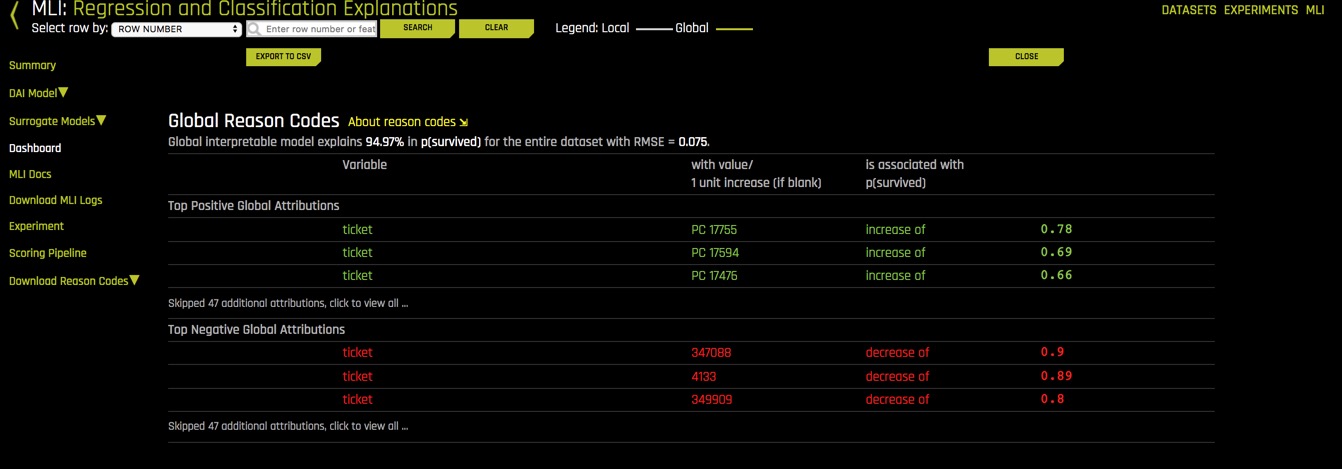 MLI: Regression and Classification Explanations
DATASETS EXPERIMENTS MLI
Select row by: ROW NUMBER Enter row number or feat SEARCH CLEAR Legend: Local Global
EXPORT TO CSV CLOSE
Summary
DAI Model
Surrogate Models
Dashboard
MLI Docs
Download MLI Logs
Experiment
Scoring Pipeline
Download Reason Codes
Global Reason Codes About reason codes
Global interpretable model explains 94.97% in p(survived) for the entire dataset with RMSE = 0.075.
Variable with value/ is associated with
1 unit increase (if blank) p(survived)
Top Positive Global Attributions
ticket PC 17755 increase of 0.78
ticket PC 17594 increase of 0.69
ticket PC 17475 increase of 0.66
Skipped 47 additional attributions, click to view all ...
Top Negative Global Attributions
ticket 347088 decrease of 0.9
ticket 4133 decrease of 0.89
ticket 349909 decrease of 0.8
Skipped 47 additional attributions, click to view all ...